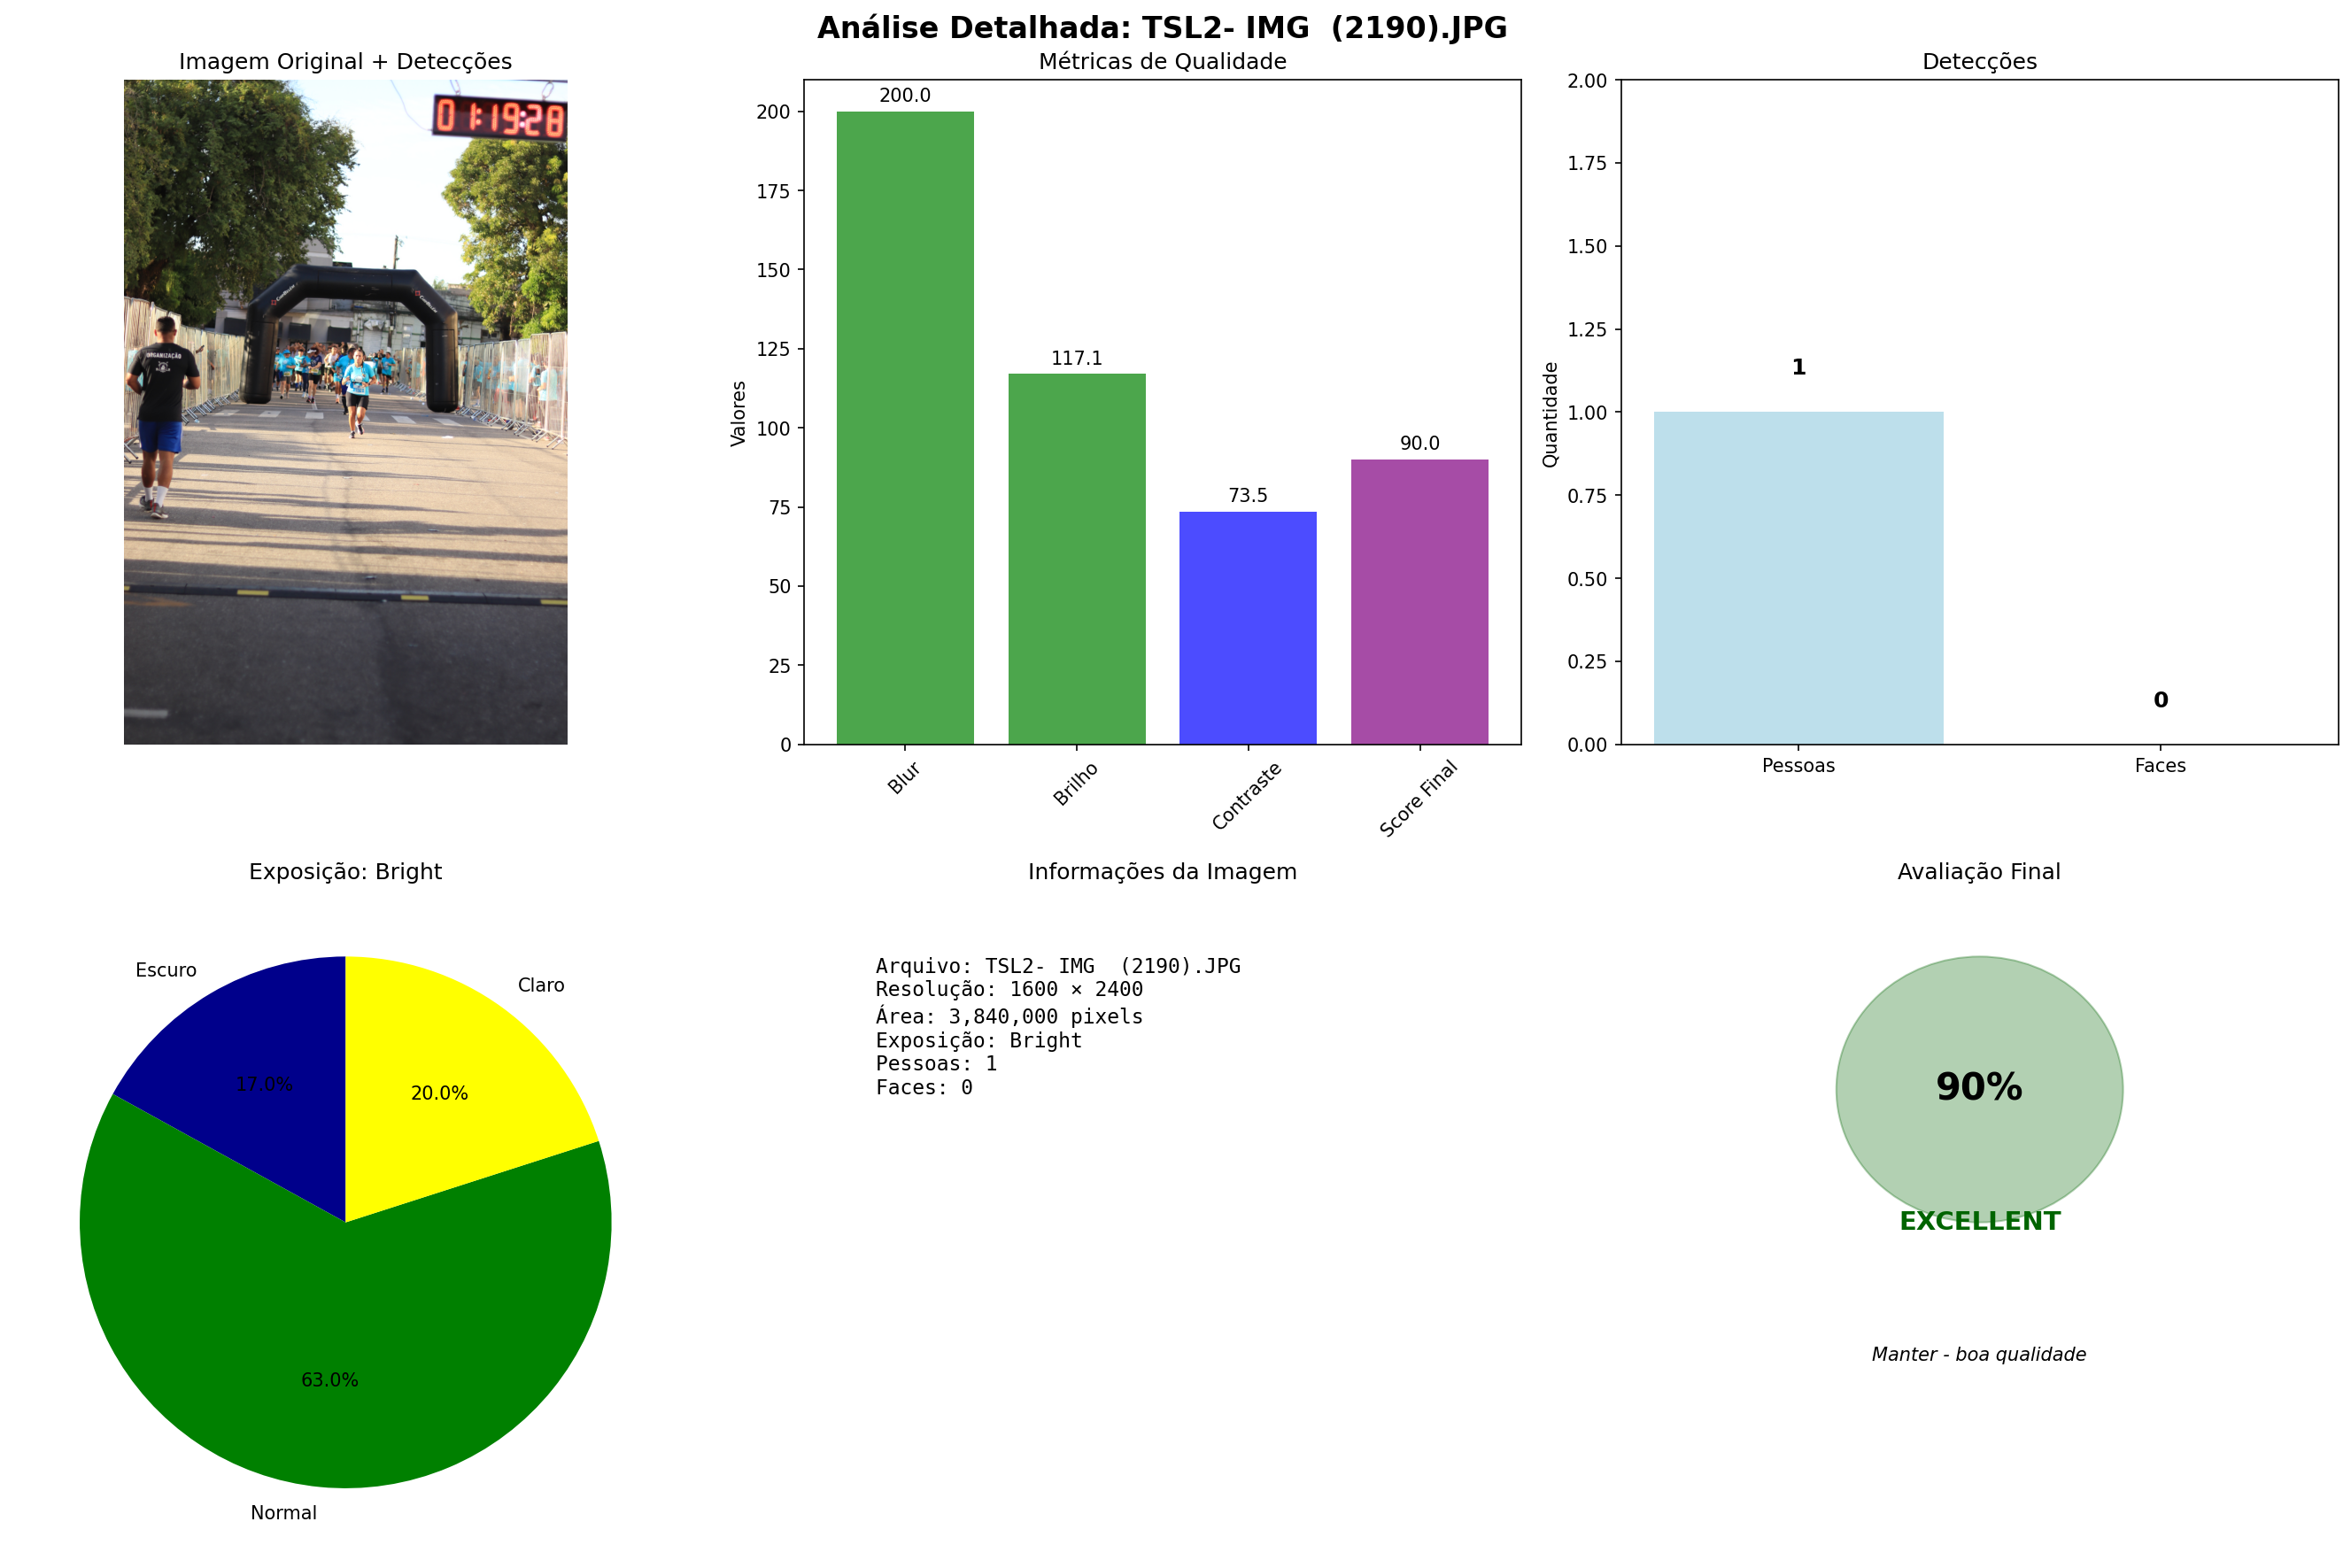 Análise Detalhada: TSL2- IMG  (2190).JPG
Imagem Original + Detecções
01:19:28
ORGANIZAÇÃO
Métricas de Qualidade
Valores
200
175
150
125
100
75
50
25
0
200.0
117.1
73.5
90.0
Blur
Brilho
Contraste
Score Final
Detecções
Quantidade
2.00
1.75
1.50
1.25
1.00
0.75
0.50
0.25
0.00
1
0
Pessoas
Faces
Exposição: Bright
Escuro
Claro
17.0%
20.0%
63.0%
Normal
Informações da Imagem
Arquivo: TSL2- IMG  (2190).JPG
Resolução: 1600 × 2400
Área: 3,840,000 pixels
Exposição: Bright
Pessoas: 1
Faces: 0
Avaliação Final
90%
EXCELLENT
Manter - boa qualidade